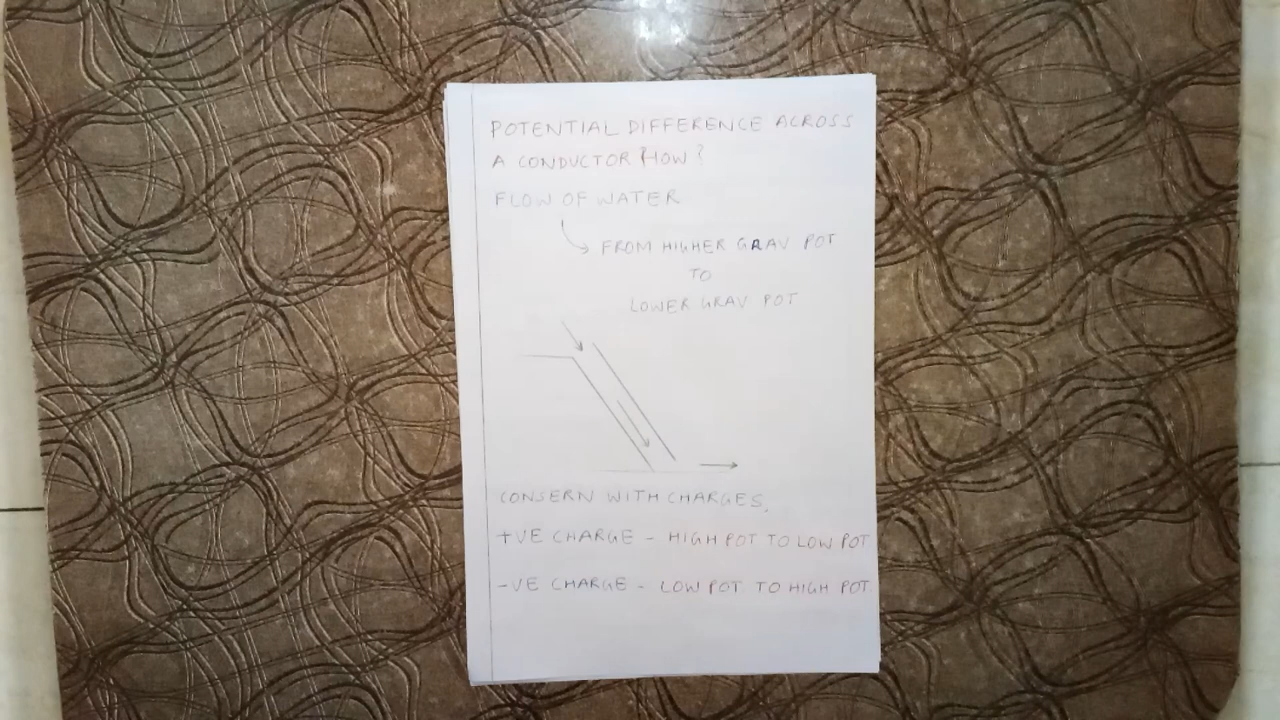 POTENTIAL DIFFERENCE ACROSS
A CONDUCTOR HOW?
FLOW OF WATER
FROM HIGHER GRAV POT
TO
LOWER GRAV POT
CONSERN WITH CHARGES.
+VE CHARGE - HIGH POT TO LOW POT
-VE CHARGE - LOW POT TO HIGH POT.